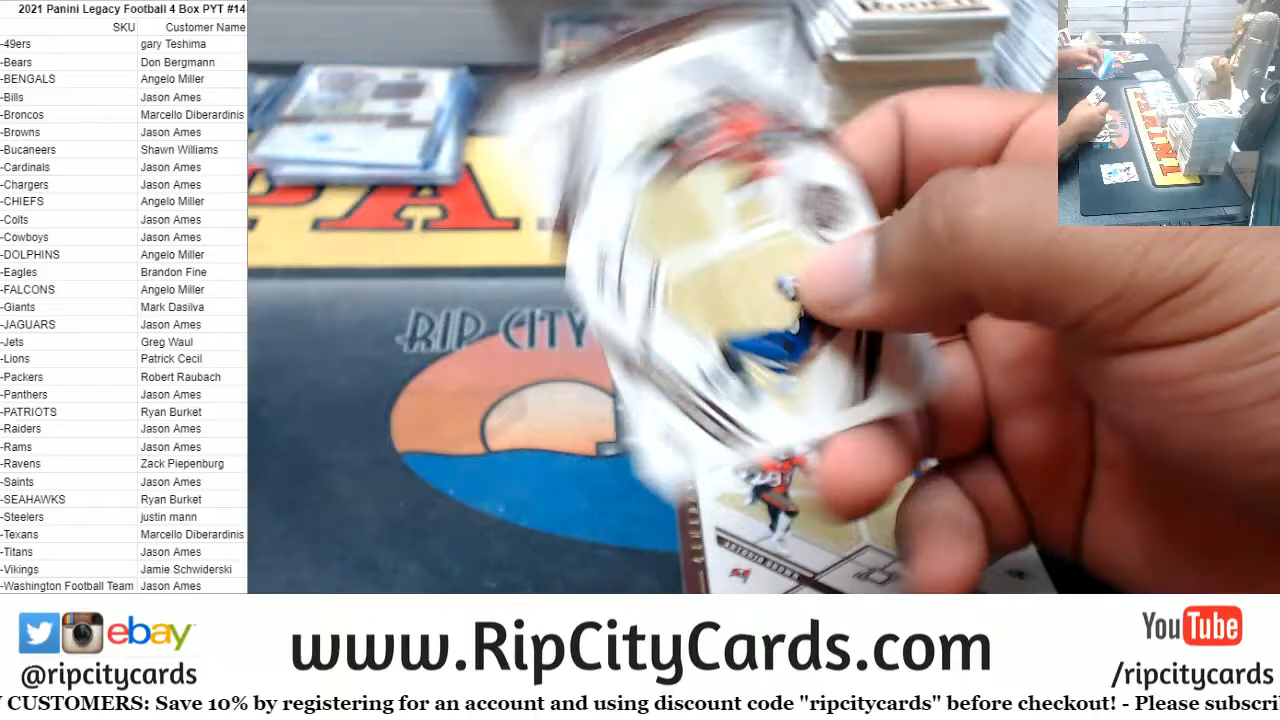 2021 Panini Legacy Football 4 Box PYT #14
SKU Customer Name
-49ers gary Teshima
-Bears Don Bergmann
-BENGALS Angelo Miller
-Bills Jason Ames
-Broncos Marcello Diberardinis
-Browns Jason Ames
-Bucaneers Shawn Williams
-Cardinals Jason Ames
-Chargers Jason Ames
-CHIEFS Angelo Miller
-Colts Jason Ames
-Cowboys Jason Ames
-DOLPHINS Angelo Miller
-Eagles Brandon Fine
-FALCONS Angelo Miller
-Giants Mark Dasilva
-JAGUARS Jason Ames
-Jets Greg Waul
-Lions Patrick Cecil
-Packers Robert Raubach
-Panthers Jason Ames
-PATRIOTS Ryan Burket
-Raiders Jason Ames
-Rams Jason Ames
-Ravens Zack Piepenburg
-Saints Jason Ames
-SEAHAWKS Ryan Burket
-Steelers justin mann
-Texans Marcello Diberardinis
-Titans Jason Ames
-Vikings Jamie Schwiderski
-Washington Football Team Jason Ames
PA
RIP CITY
ANTONIO BROWN
PANINI
ebay
@ripcitycards
www.RipCityCards.com
YouTube
/ripcitycards
Y CUSTOMERS: Save 10% by registering for an account and using discount code "ripcitycards" before checkout! - Please subscri